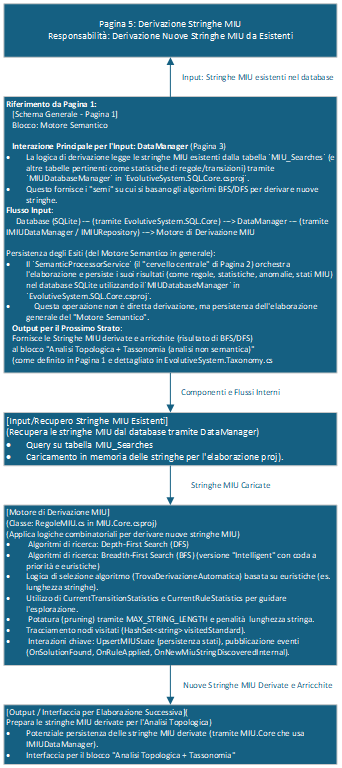 Pagina 5: Derivazione Stringhe MIU
Responsabilità: Derivazione Nuove Stringhe MIU da Esistenti
Input: Stringhe MIU esistenti nel database
Riferimento da Pagina 1:
[Schema Generale - Pagina 1]
Blocco: Motore Semantico
Interazione Principale per l'Input: DataManager (Pagina 3)
• La logica di derivazione legge le stringhe MIU esistenti dalla tabella `MIU_Searches` (e
altre tabelle pertinenti come statistiche di regole/transizioni) tramite
`MIUDatabaseManager` in `EvolutiveSystem.SQL.Core.csproj`.
• Questo fornisce i "semi" su cui si basano gli algoritmi BFS/DFS per derivare nuove
stringhe.
Flusso Input:
Database (SQLite) -- (tramite EvolutiveSystem.SQL.Core) --> DataManager -- (tramite
IMIUDataManager / IMIURepository) --> Motore di Derivazione MIU
Persistenza degli Esiti (del Motore Semantico in generale):
• Il `SemanticProcessorService` (il "cervello centrale" di Pagina 2) orchestra
l'elaborazione e persiste i suoi risultati (come regole, statistiche, anomalie, stati MIU)
nel database SQLite utilizzando il `MIUDatabaseManager` in
`EvolutiveSystem.SQL.Core.csproj`.
• Questa operazione non è diretta derivazione, ma persistenza dell'elaborazione
generale del "Motore Semantico".
Output per il Prossimo Strato:
Fornisce le Stringhe MIU derivate e arricchite (risultato di BFS/DFS)
al blocco "Analisi Topologica + Tassonomia (analisi non semantica)"
(come definito in Pagina 1 e dettagliato in EvolutiveSystem.Taxonomy.cs
Componenti e Flussi Interni
[Input/Recupero Stringhe MIU Esistenti]
(Recupera le stringhe MIU dal database tramite DataManager)
• Query su tabella MIU_Searches
• Caricamento in memoria delle stringhe per l'elaborazione proj).
Stringhe MIU Caricate
[Motore di Derivazione MIU]
(Classe: RegoleMIU.cs in MIU.Core.csproj)
(Applica logiche combinatoriali per derivare nuove stringhe MIU)
• Algoritmi di ricerca: Depth-First Search (DFS)
• Algoritmi di ricerca: Breadth-First Search (BFS) (versione "Intelligent" con coda a
priorità e euristiche)
• Logica di selezione algoritmo (TrovaDerivazioneAutomatica) basata su euristiche (es.
lunghezza stringhe).
• Utilizzo di CurrentTransitionStatistics e CurrentRuleStatistics per guidare
l'esplorazione.
• Potatura (pruning) tramite MAX_STRING_LENGTH e penalità lunghezza stringa.
• Tracciamento nodi visitati (HashSet<string> visitedStandard).
• Interazioni chiave: UpsertMIUState (persistenza stati), pubblicazione eventi
(OnSolutionFound, OnRuleApplied, OnNewMiuStringDiscoveredInternal).
Nuove Stringhe MIU Derivate e Arricchite
[Output / Interfaccia per Elaborazione Successiva](
Prepara le stringhe MIU derivate per l'Analisi Topologica)
• Potenziale persistenza delle stringhe MIU derivate (tramite MIU.Core che usa
IMIUDataManager).
• Interfaccia per il blocco "Analisi Topologica + Tassonomia"